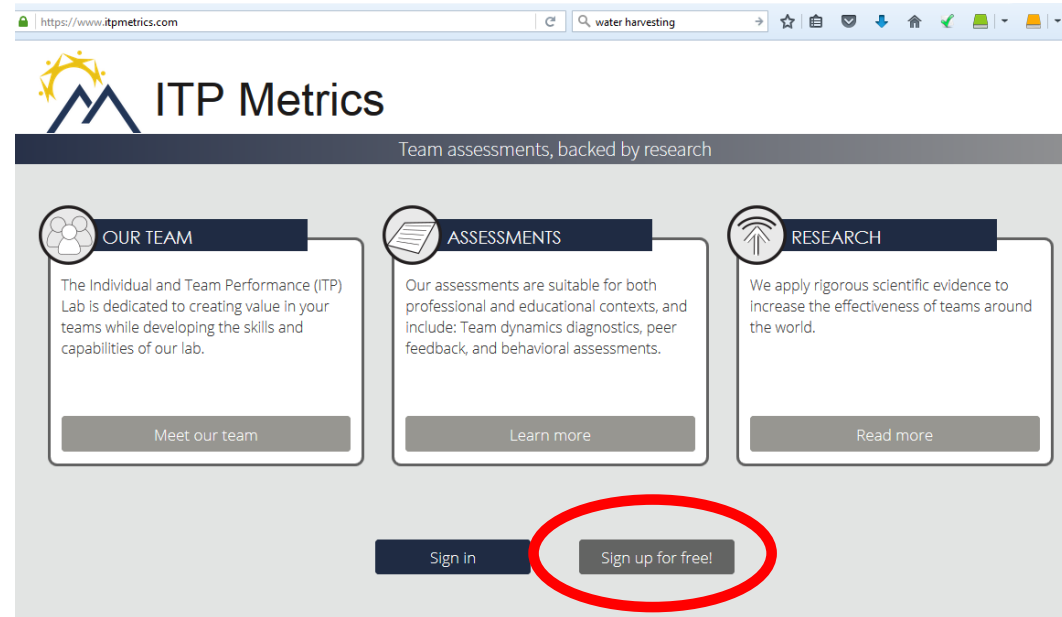 https://www.itpmetrics.com
water harvesting
ITP Metrics
Team assessments, backed by research
OUR TEAM
The Individual and Team Performance (ITP)
Lab is dedicated to creating value in your
teams while developing the skills and
capabilities of our lab.
Meet our team
ASSESSMENTS
Our assessments are suitable for both
professional and educational contexts, and
include: Team dynamics diagnostics, peer
feedback, and behavioral assessments.
Learn more
RESEARCH
We apply rigorous scientific evidence to
increase the effectiveness of teams around
the world.
Read more
Sign in
Sign up for free!